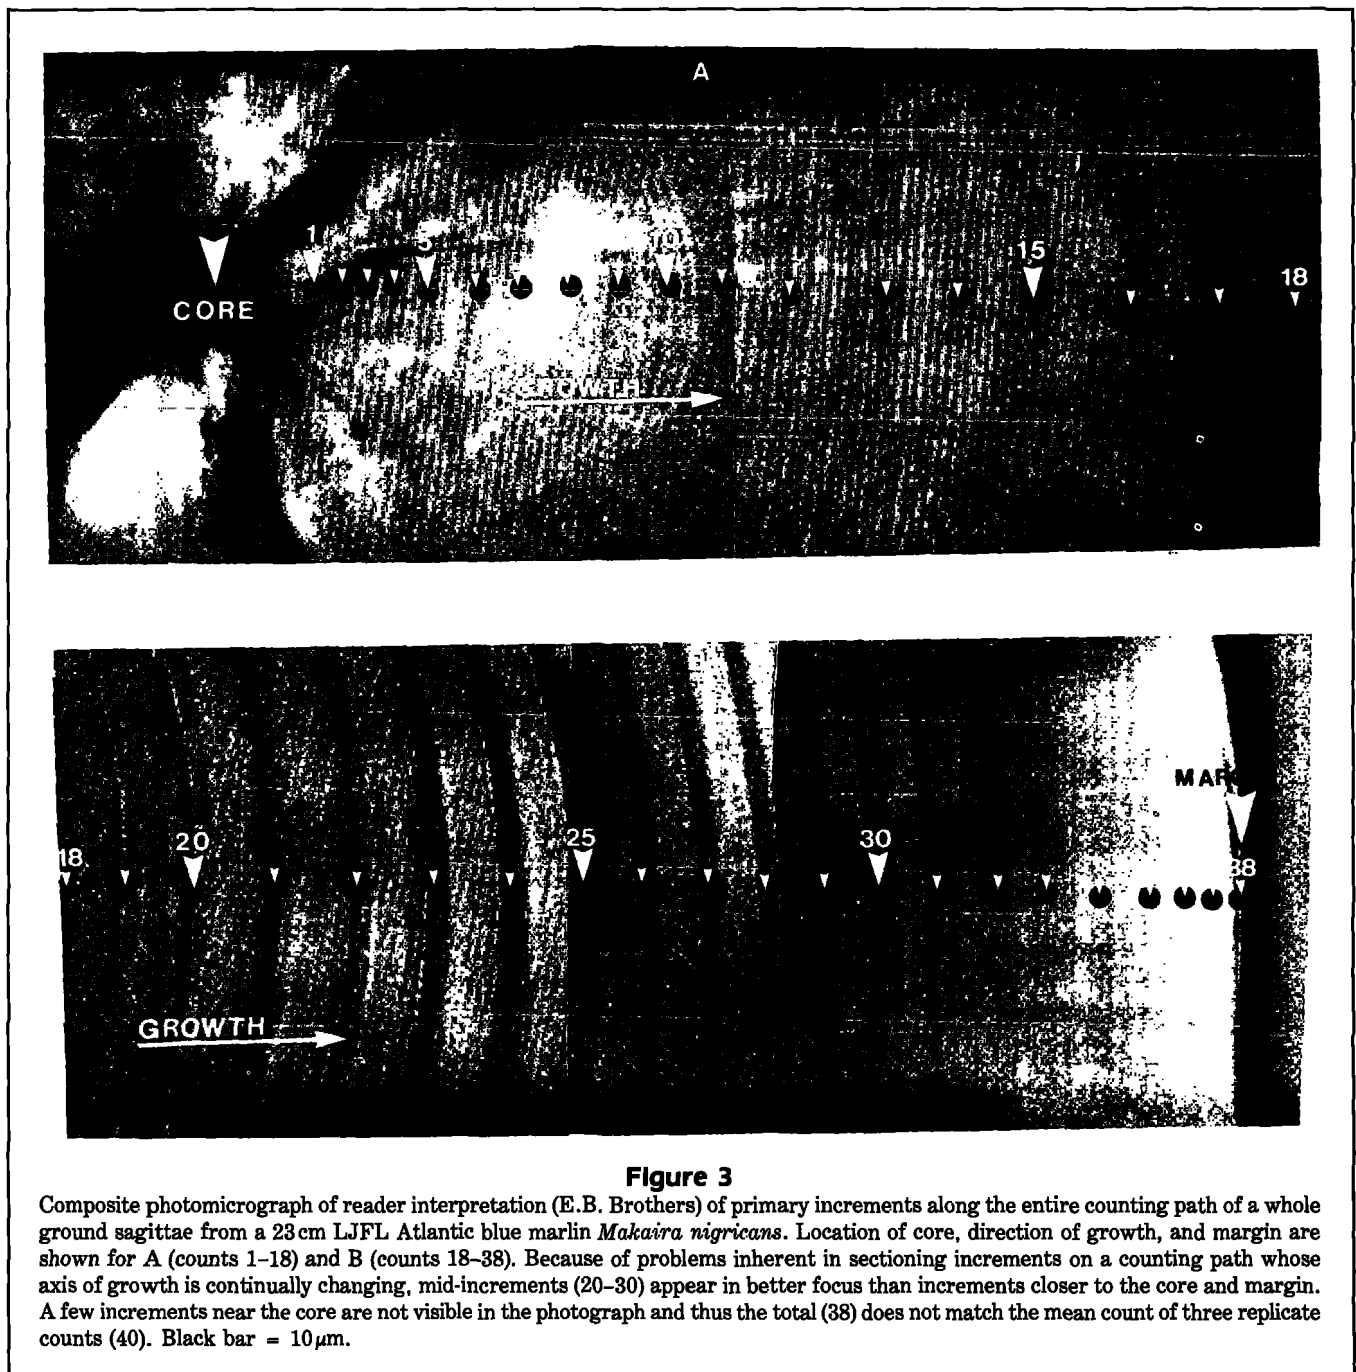 A
1
5
10
15
18
CORE
GROWTH
MAR
20
25
30
18
38
GROWTH
Figure 3
Composite photomicrograph of reader interpretation (E.B. Brothers) of primary increments along the entire counting path of a whole
ground sagittae from a 23 cm LJFL Atlantic blue marlin Makaira nigricans. Location of core, direction of growth, and margin are
shown for A (counts 1–18) and B (counts 18–38). Because of problems inherent in sectioning increments on a counting path whose
axis of growth is continually changing, mid-increments (20–30) appear in better focus than increments closer to the core and margin.
A few increments near the core are not visible in the photograph and thus the total (38) does not match the mean count of three replicate
counts (40). Black bar = 10 μm.